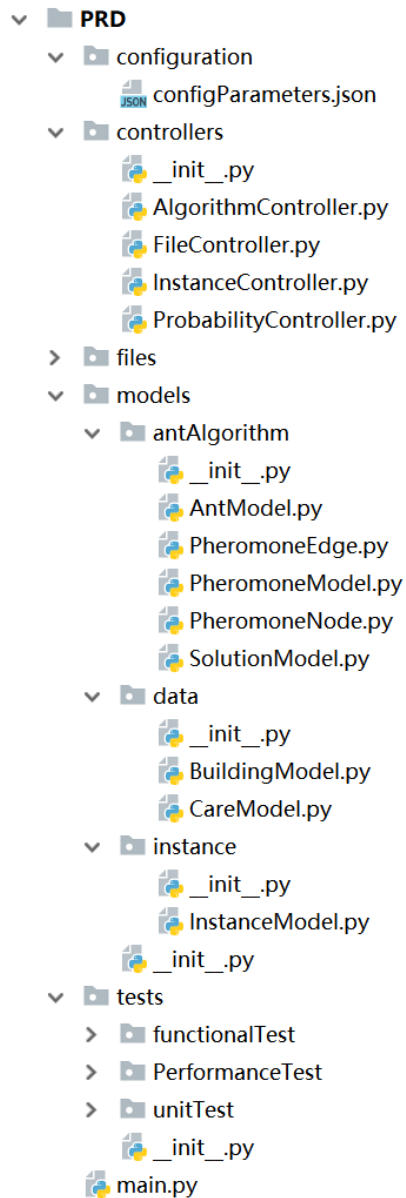 PRD
configuration
JSON configParameters.json
controllers
__init__.py
AlgorithmController.py
FileController.py
InstanceController.py
ProbabilityController.py
files
models
antAlgorithm
__init__.py
AntModel.py
PheromoneEdge.py
PheromoneModel.py
PheromoneNode.py
SolutionModel.py
data
__init__.py
BuildingModel.py
CareModel.py
instance
__init__.py
InstanceModel.py
__init__.py
tests
functionalTest
PerformanceTest
unitTest
__init__.py
main.py